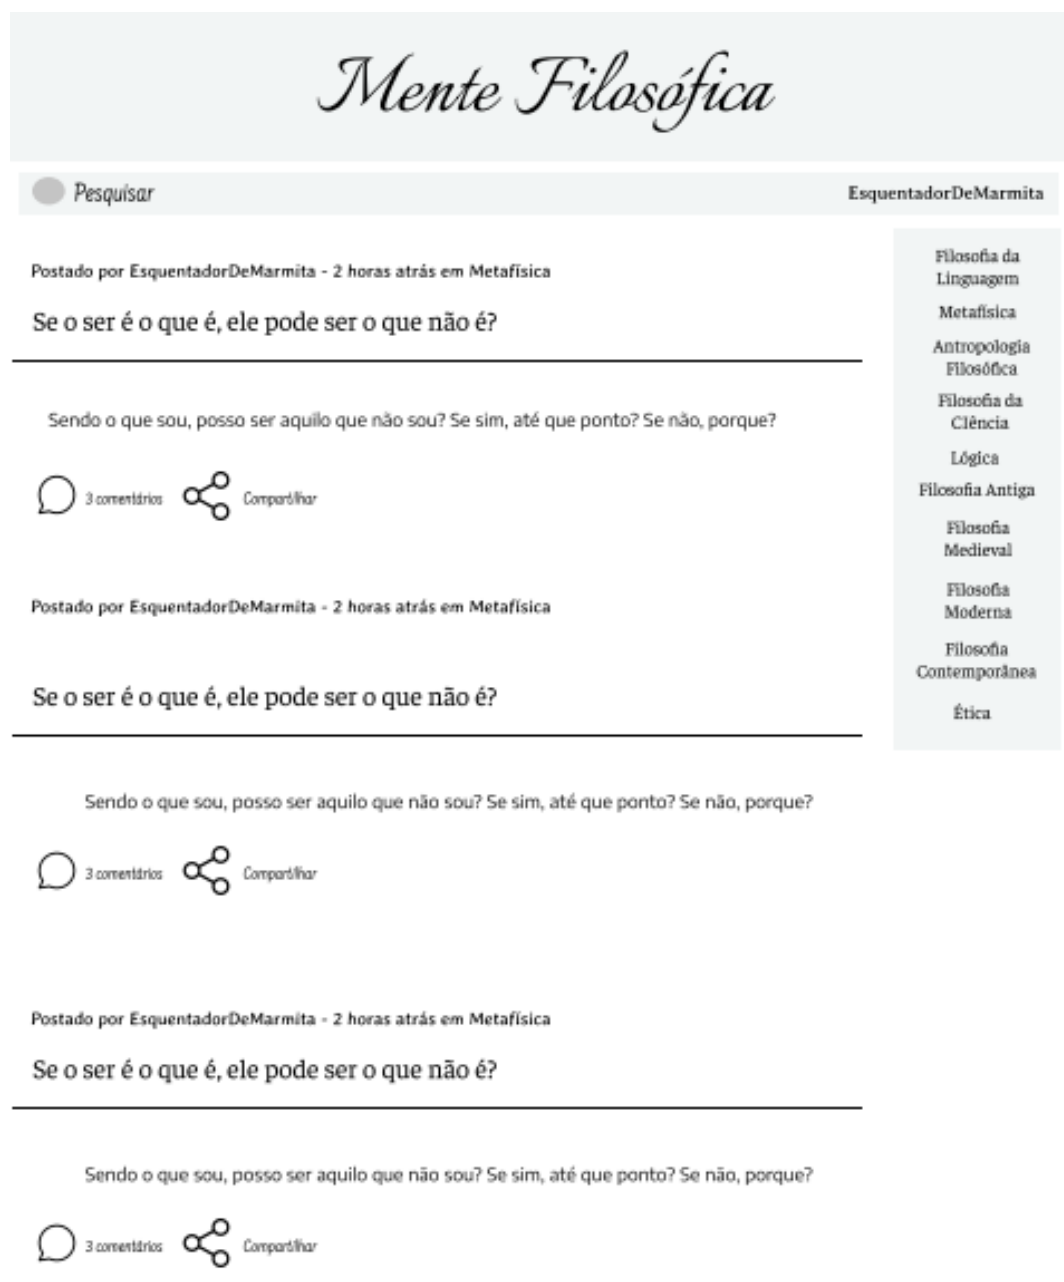 Mente Filosófica
Pesquisar
EsquentadorDeMarmita
Postado por EsquentadorDeMarmita - 2 horas atrás em Metafísica
Se o ser é o que é, ele pode ser o que não é?
Sendo o que sou, posso ser aquilo que não sou? Se sim, até que ponto? Se não, porque?
3 comentários
Compartilhar
Postado por EsquentadorDeMarmita - 2 horas atrás em Metafísica
Se o ser é o que é, ele pode ser o que não é?
Sendo o que sou, posso ser aquilo que não sou? Se sim, até que ponto? Se não, porque?
3 comentários
Compartilhar
Postado por EsquentadorDeMarmita - 2 horas atrás em Metafísica
Se o ser é o que é, ele pode ser o que não é?
Sendo o que sou, posso ser aquilo que não sou? Se sim, até que ponto? Se não, porque?
3 comentários
Compartilhar
Filosofia da
Linguagem
Metafísica
Antropologia
Filosófica
Filosofia da
CIência
Lógica
Filosofia Antiga
Filosofia
Medieval
Filosofia
Moderna
Filosofia
Contemporânea
Ética